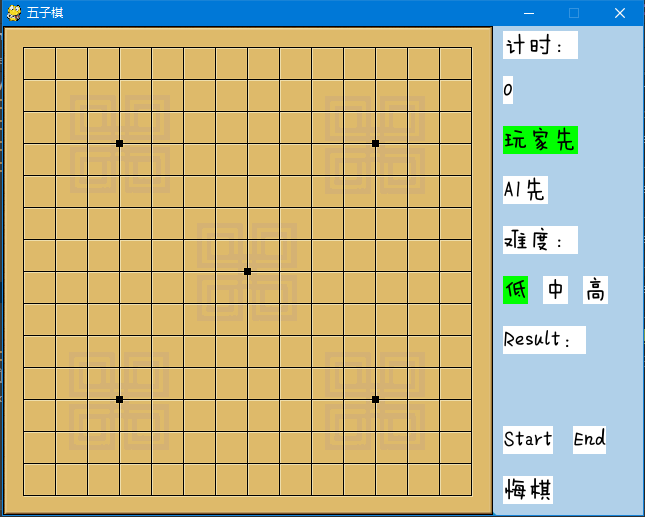 五子棋
计时：
0
玩家先
AI先
难度：
低 中 高
Result:
Start End
悔棋